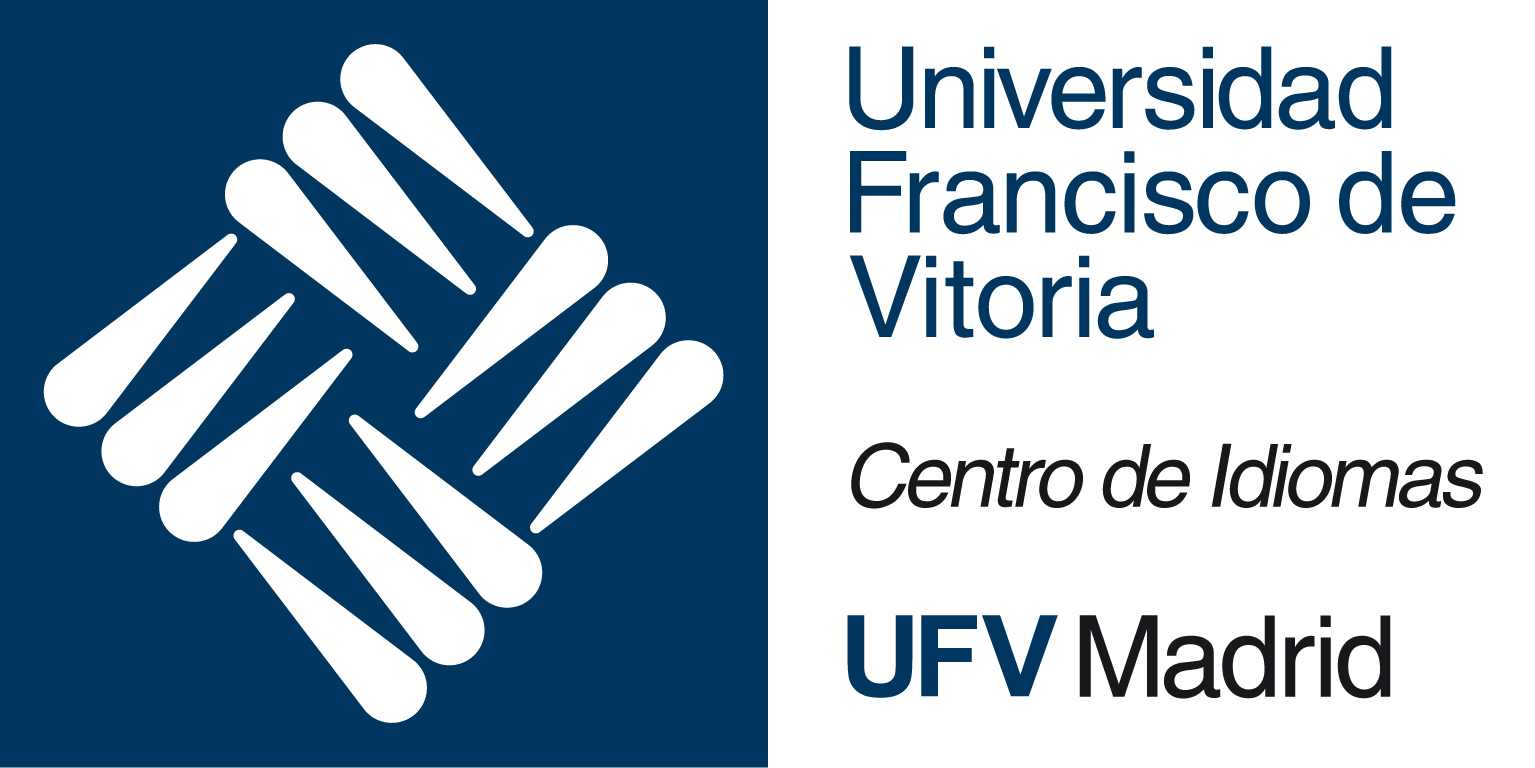 Universidad
Francisco de
Vitoria
Centro de Idiomas
UFV Madrid